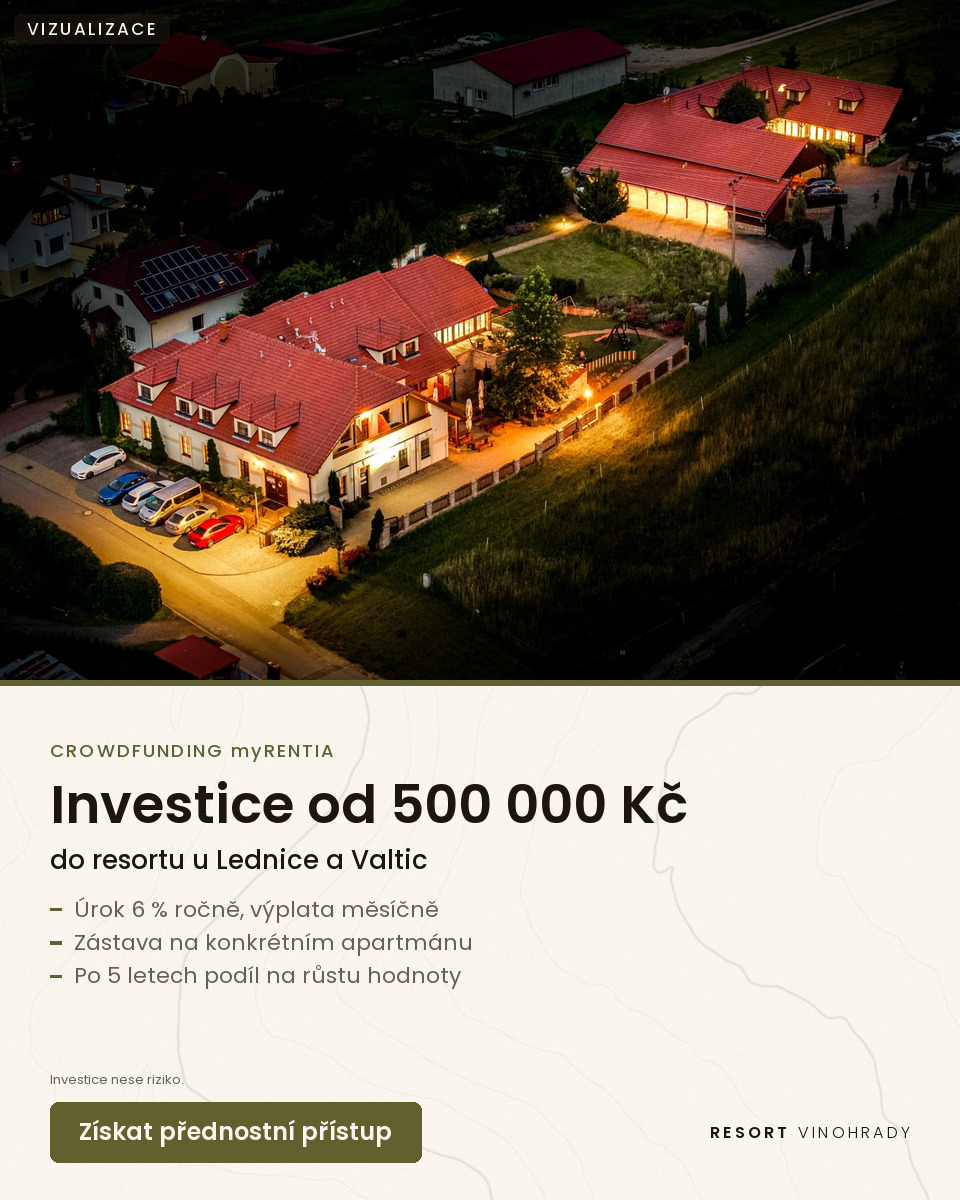 VIZUALIZACE
CROWDFUNDING myRENTIA
Investice od 500 000 Kč
do resortu u Lednice a Valtic
– Úrok 6 % ročně, výplata měsíčně
– Zástava na konkrétním apartmánu
– Po 5 letech podíl na růstu hodnoty
Investice nese riziko.
Získat přednostní přístup
RESORT VINOHRADY